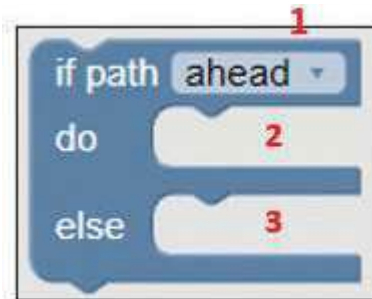 1
if path ahead
do 2
else 3